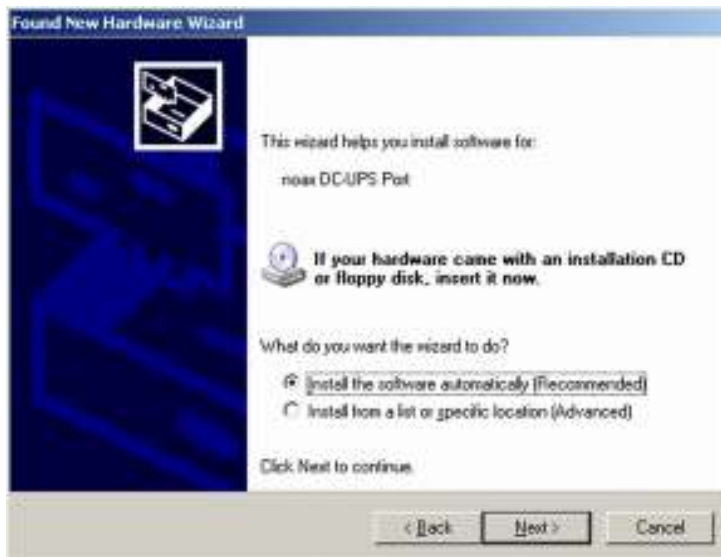 Found New Hardware Wizard
This wizard helps you install software for:
noax DC-UPS Port
If your hardware came with an installation CD
or floppy disk, insert it now.
What do you want the wizard to do?
Install the software automatically (Recommended)
Install from a list or specific location (Advanced)
Click Next to continue.
< Back
Next >
Cancel